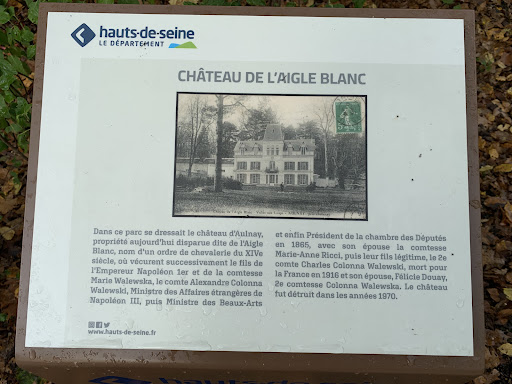 hauts-de-seine
LE DÉPARTEMENT
CHÂTEAU DE L'AIGLE BLANC
Dans ce parc se dressait le château d'Aulnay,
propriété aujourd'hui disparue dite de l'Aigle
Blanc, nom d'un ordre de chevalerie du XIVe
siècle, où vécurent successivement le fils de
l'Empereur Napoléon 1er et de la comtesse
Marie Walewska, le comte Alexandre Colonna
Walewski, Ministre des Affaires étrangères de
Napoléon III, puis Ministre des Beaux-Arts
et enfin Président de la chambre des Députés
en 1865, avec son épouse la comtesse
Marie-Anne Ricci, puis leur fils légitime, le 2e
comte Charles Colonna Walewski, mort pour
la France en 1916 et son épouse, Félicie Douay,
2e comtesse Colonna Walewska. Le château
fut détruit dans les années 1970.
www.hauts-de-seine.fr